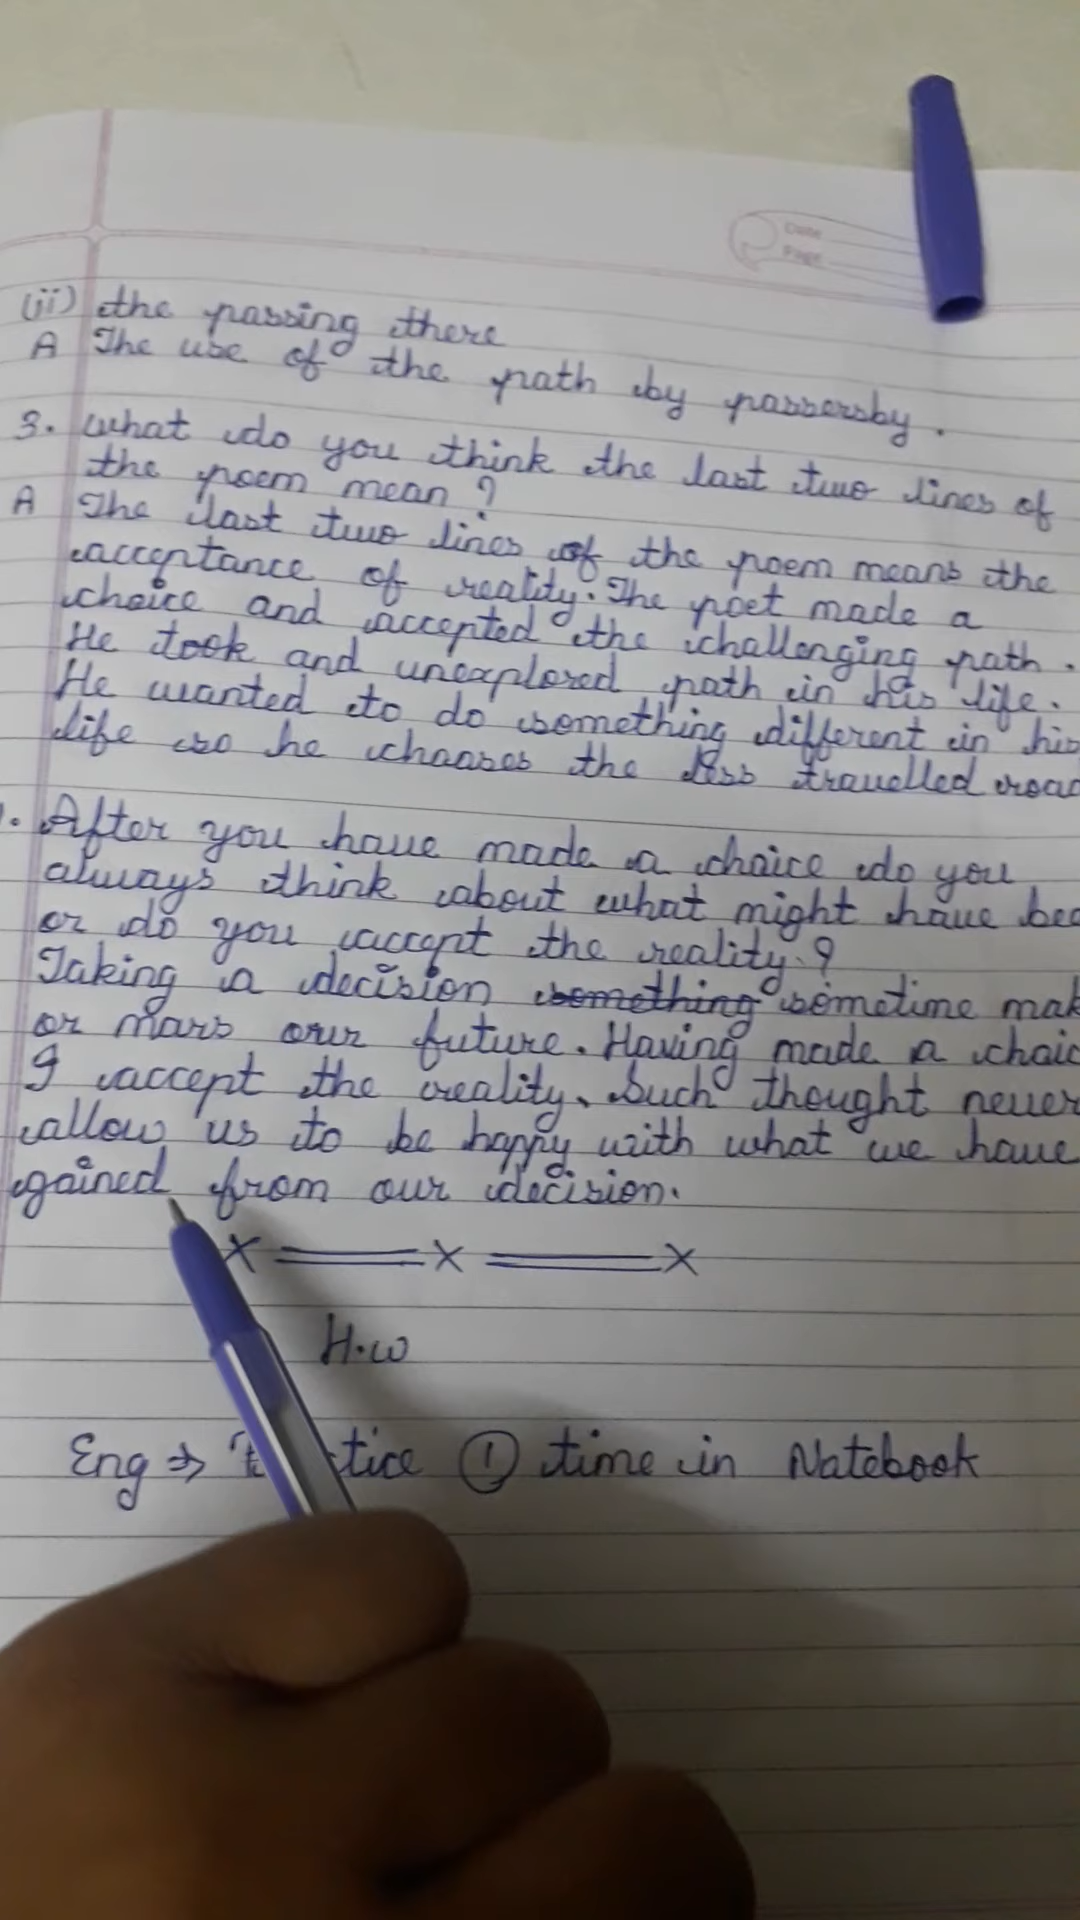 Date
Page
(ii) the passing there
A The use of the path by passersby.
3. What do you think the last two lines of
the poem mean?
A The last two lines of the poem means the
acceptance of reality. The poet made a
choice and accepted the challenging path.
He took and unexplored path in his life.
He wanted to do something different in his
life so he chooses the less travelled road
. After you have made a choice do you
always think about what might have bee
or do you accept the reality?
Taking a decision something sometime mak
or mars our future. Having made a choic
I accept the reality. Such thought never
allow us to be happy with what we have
gained from our decision.
X X X
H.W
Eng ⇒ tice ① time in Notebook